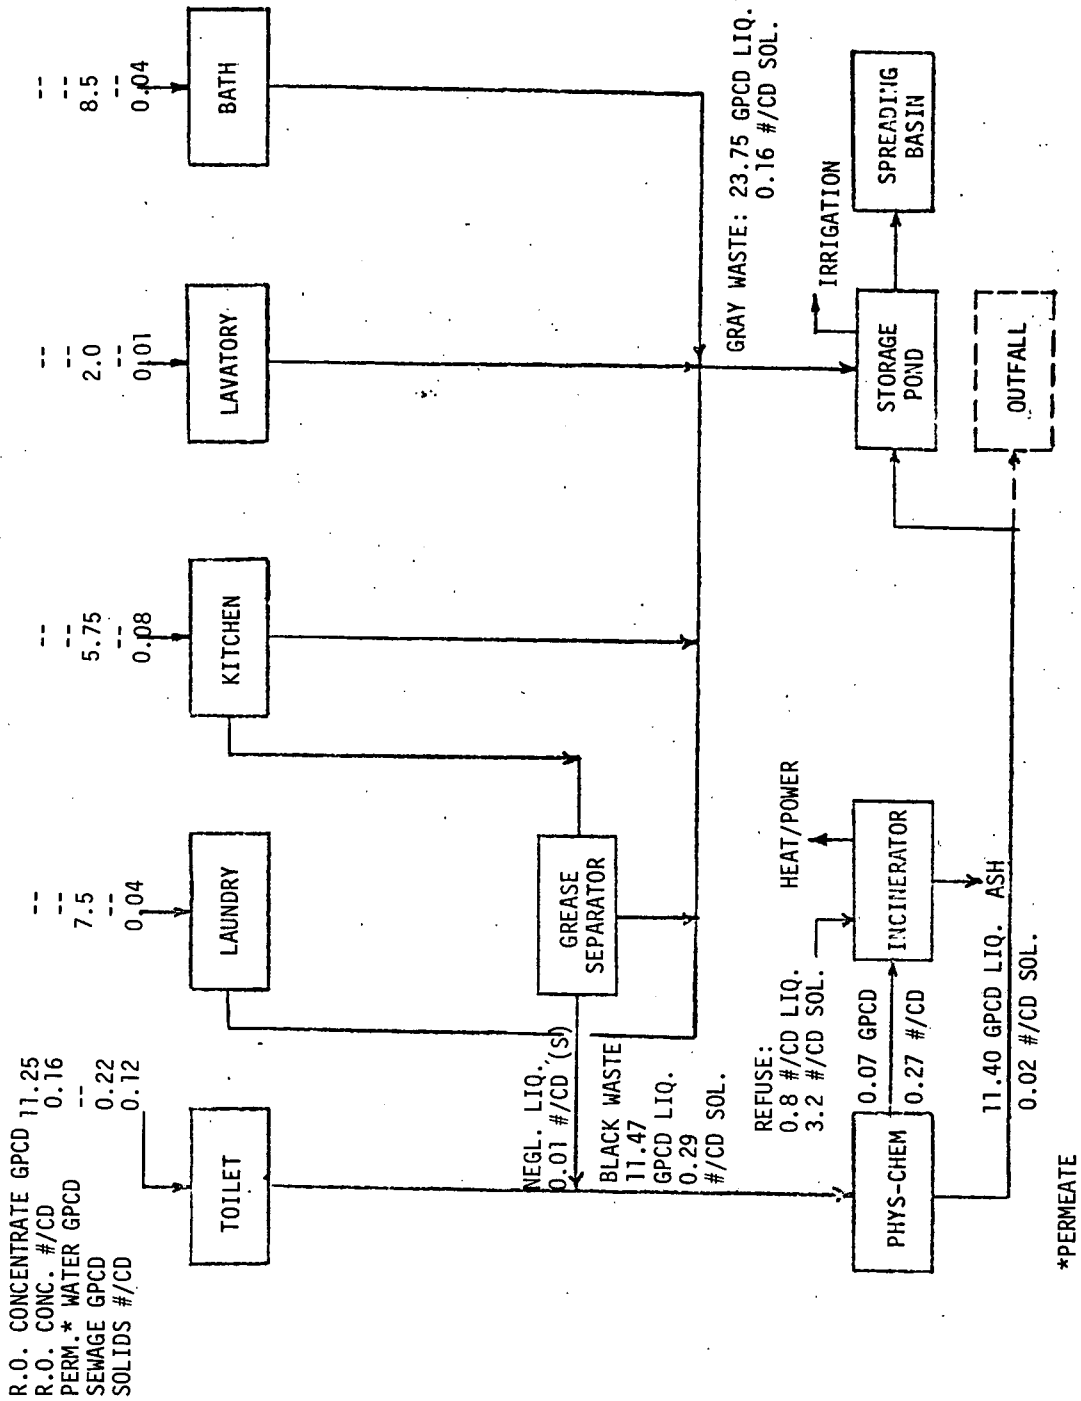 R.O. CONCENTRATE GPCD 11.25 -- -- -- --
R.O. CONC. #/CD 0.16 -- -- -- --
PERM.* WATER GPCD -- 7.5 5.75 2.0 8.5
SEWAGE GPCD 0.22 -- -- -- --
SOLIDS #/CD 0.12 0.04 0.08 0.01 0.04
TOILET
LAUNDRY
KITCHEN
LAVATORY
BATH
GREASE
SEPARATOR
NEGL. LIQ.
0.01 #/CD (S)
BLACK WASTE
11.47
GPCD LIQ.
0.29
#/CD SOL.
GRAY WASTE: 23.75 GPCD LIQ.
0.16 #/CD SOL.
REFUSE:
0.8 #/CD LIQ.
3.2 #/CD SOL.
HEAT/POWER
IRRIGATION
PHYS-CHEM
0.07 GPCD
0.27 #/CD
INCINERATOR
STORAGE
POND
SPREADING
BASIN
ASH
11.40 GPCD LIQ.
0.02 #/CD SOL.
OUTFALL
*PERMEATE